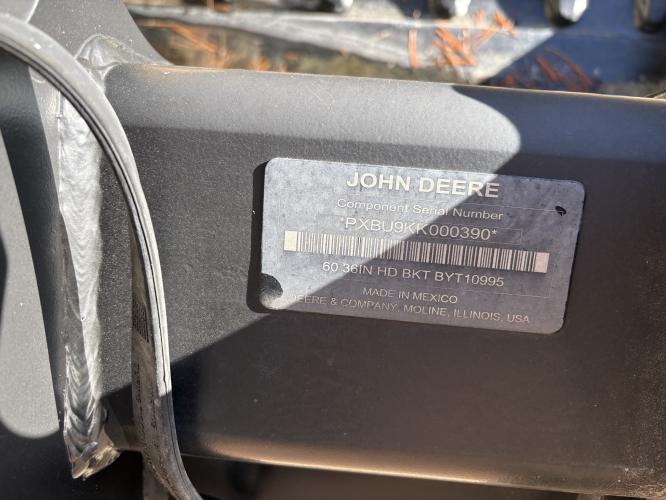 JOHN DEERE
Component Serial Number
*PXBU9KK000390*
60 36IN HD BKT BYT10995
MADE IN MEXICO
DEERE & COMPANY, MOLINE, ILLINOIS, USA